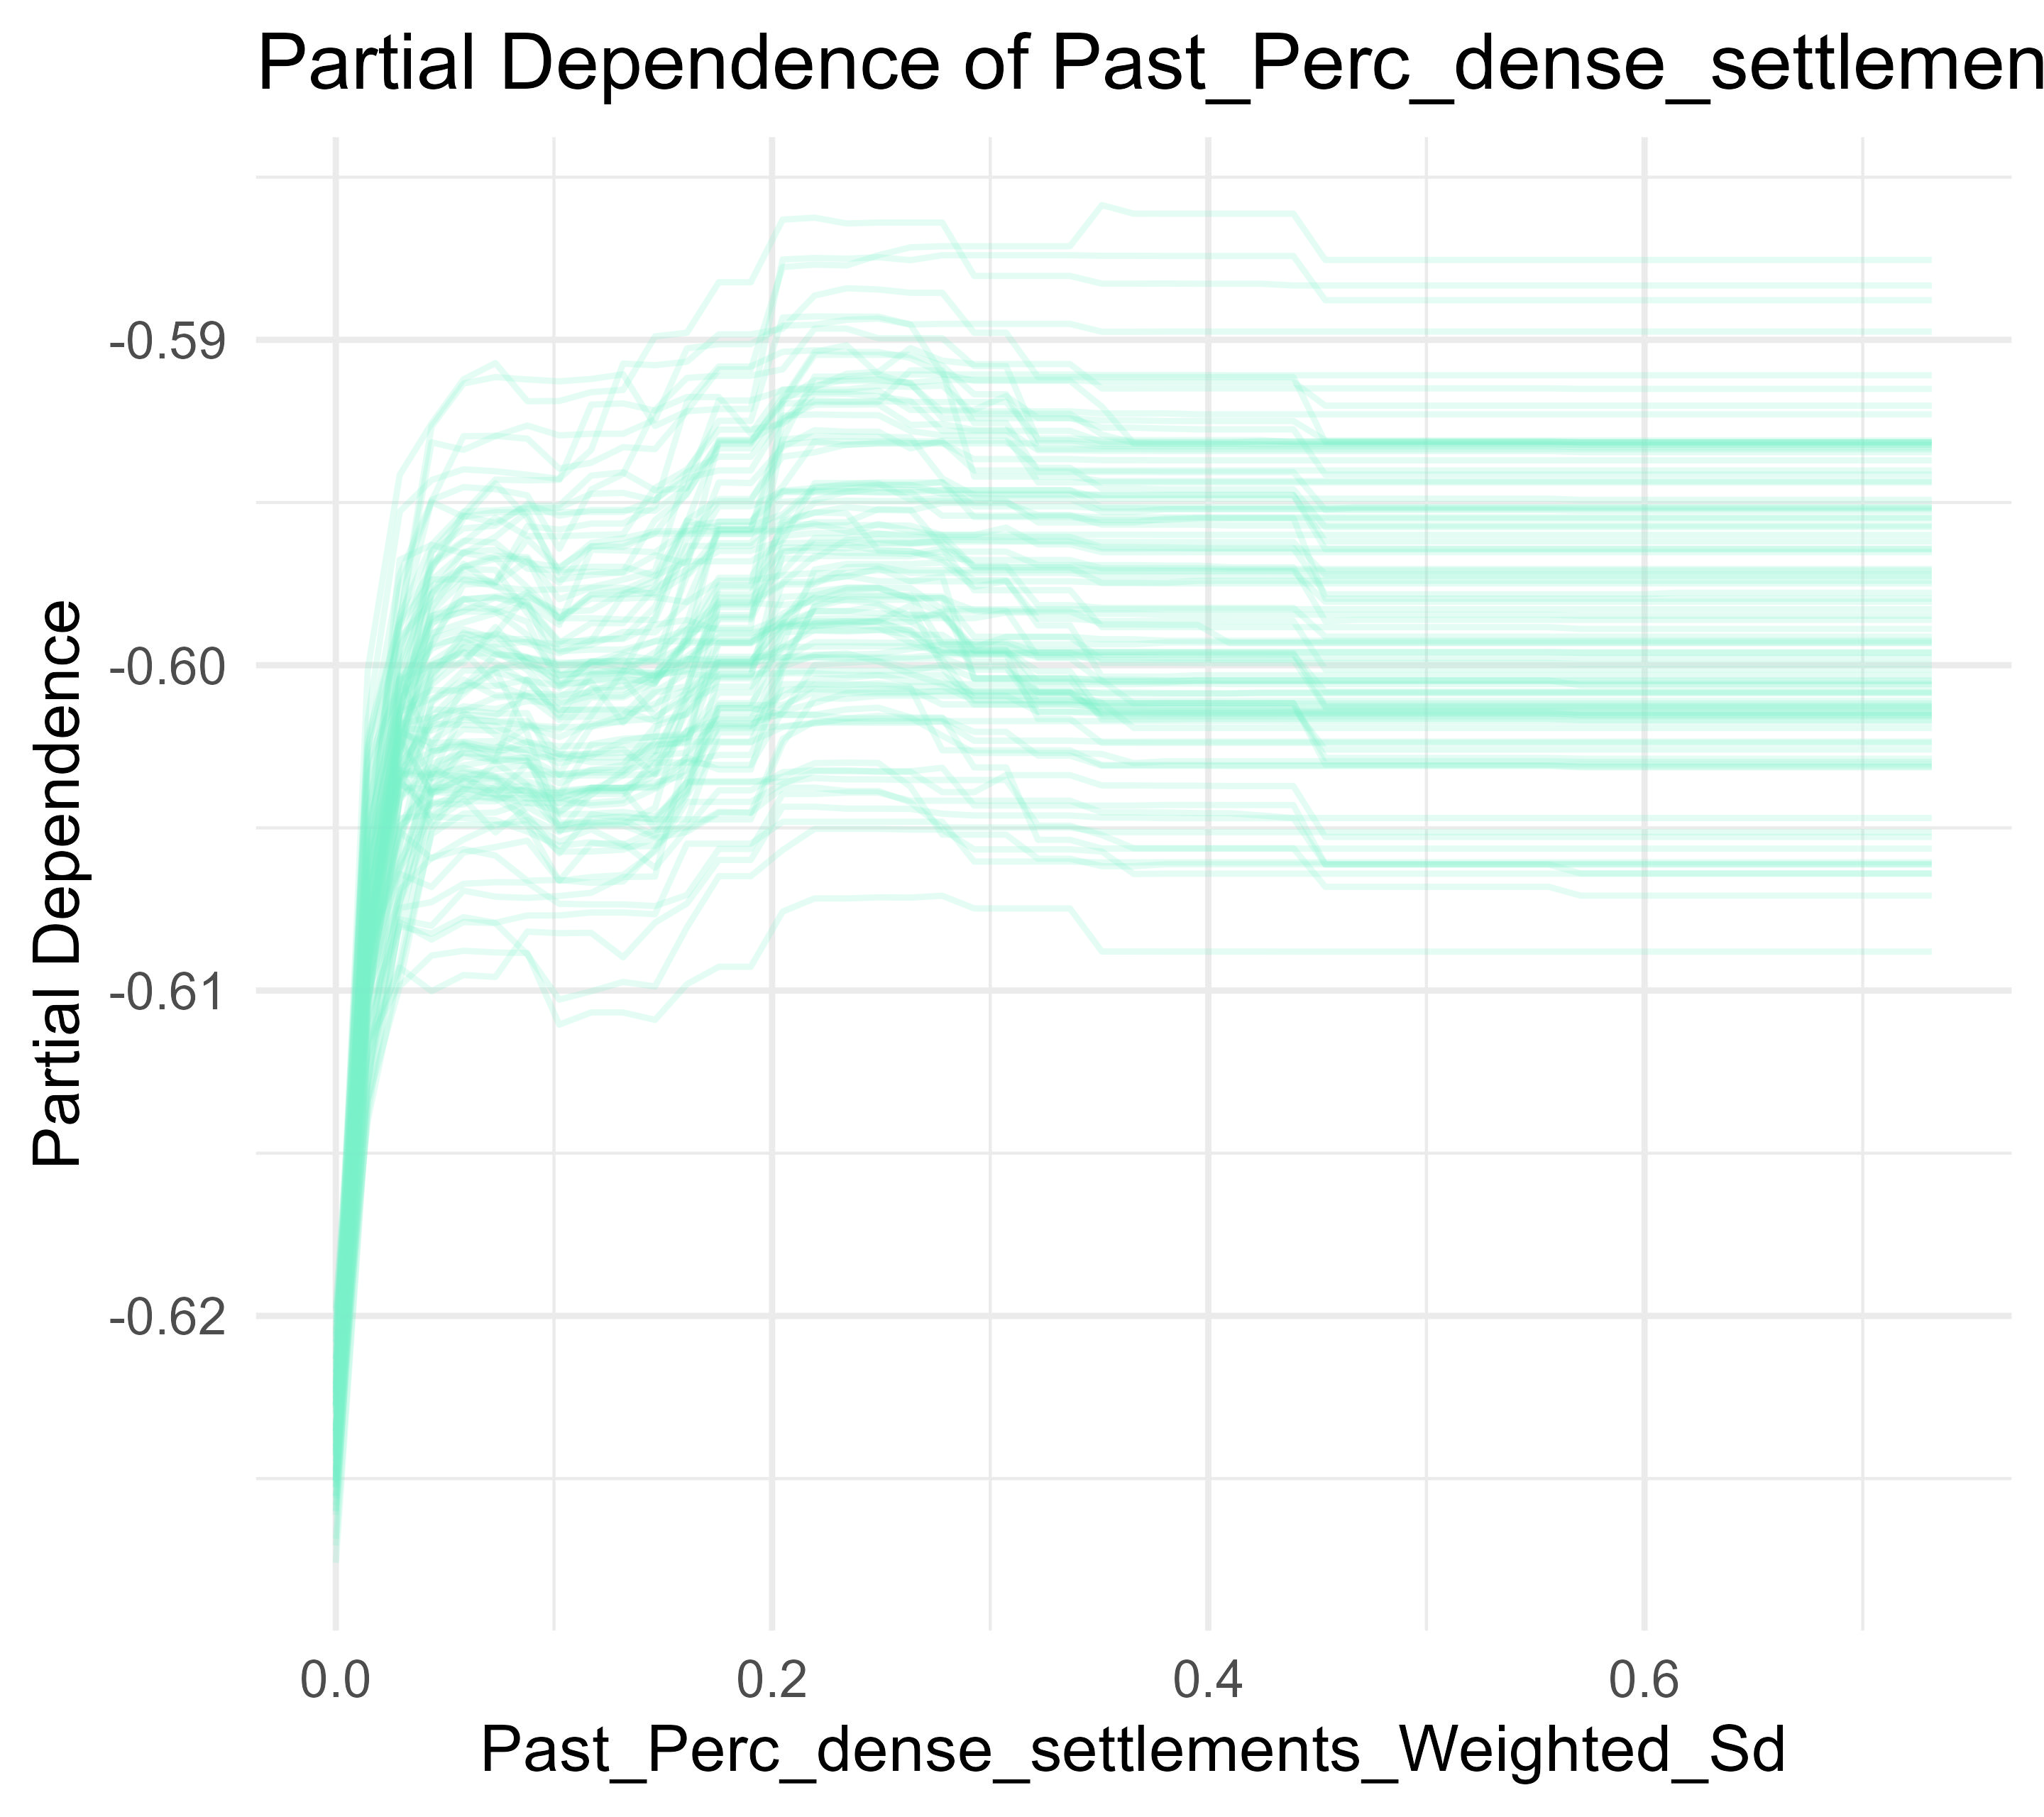 Partial Dependence of Past_Perc_dense_settlemen
Partial Dependence
-0.59
-0.60
-0.61
-0.62
0.0 0.2 0.4 0.6
Past_Perc_dense_settlements_Weighted_Sd